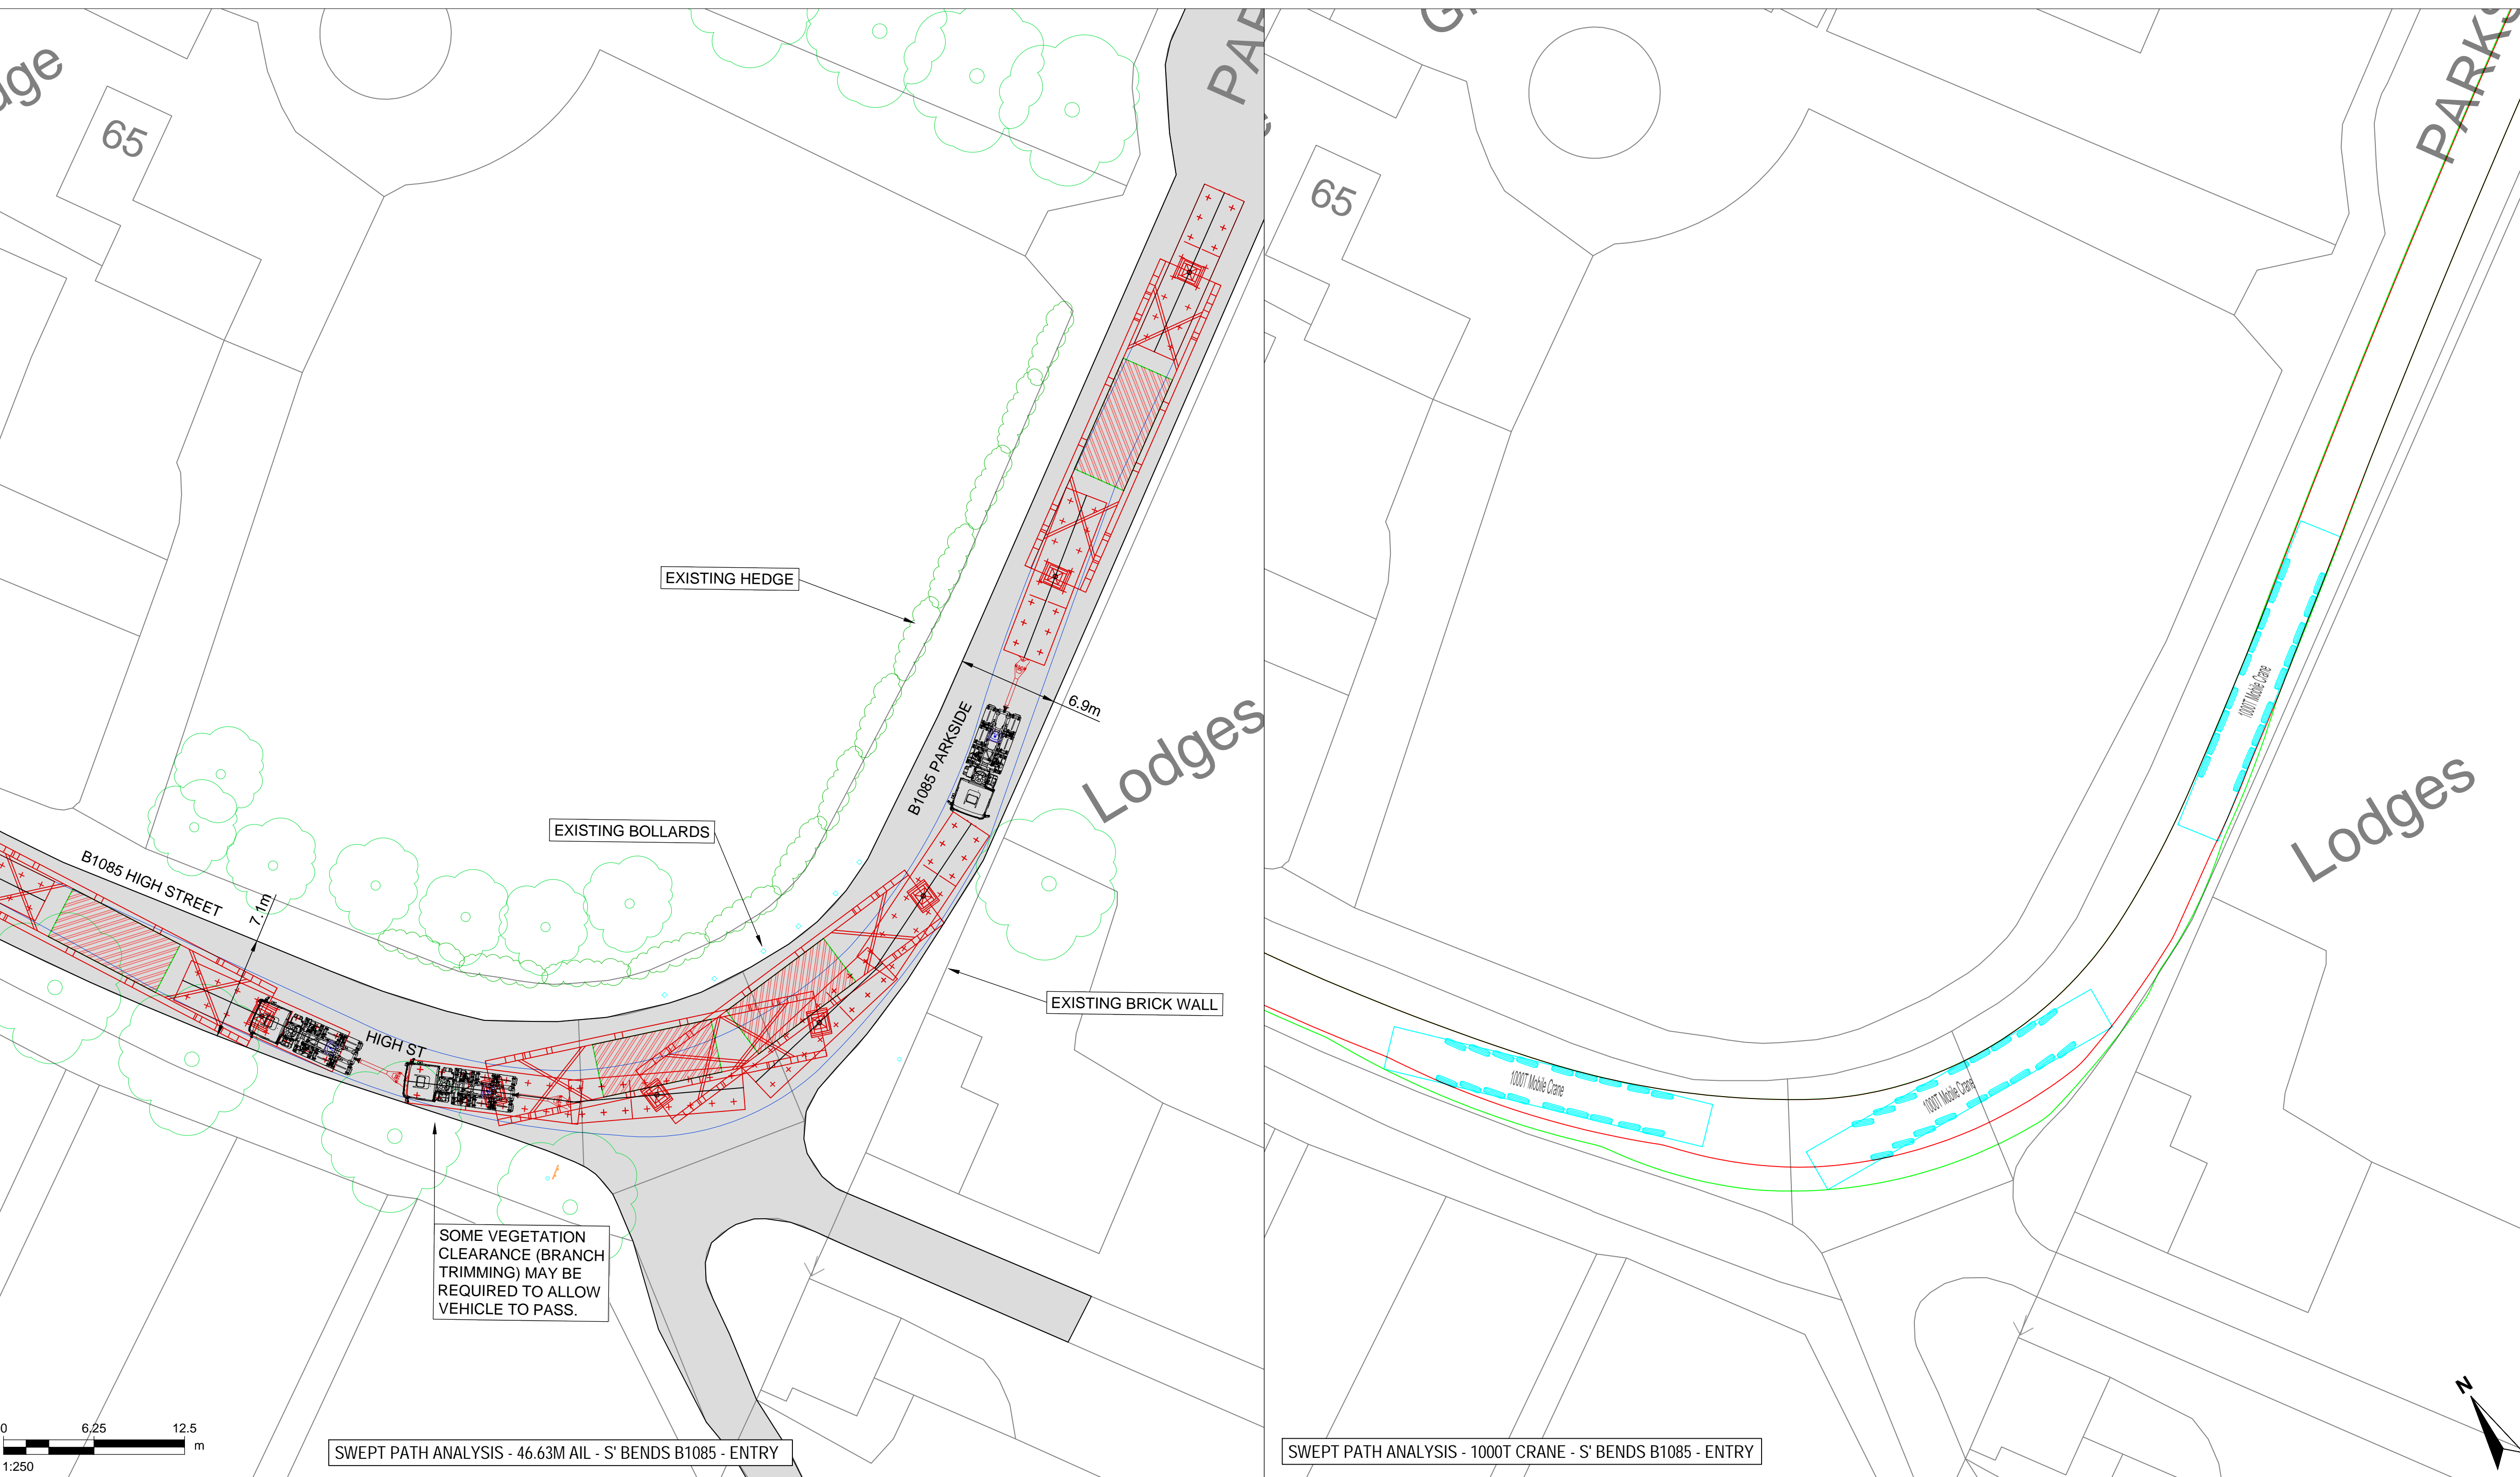 65
EXISTING HEDGE
6.9m
B1085 PARKSIDE
Lodges
EXISTING BOLLARDS
B1085 HIGH STREET
7.1m
HIGH ST
EXISTING BRICK WALL
SOME VEGETATION
CLEARANCE (BRANCH
TRIMMING) MAY BE
REQUIRED TO ALLOW
VEHICLE TO PASS.
0 6.25 12.5
m
1:250
SWEPT PATH ANALYSIS - 46.63M AIL - S' BENDS B1085 - ENTRY
65
PARKS
1000T Mobile Crane
Lodges
1000T Mobile Crane
1000T Mobile Crane
N
SWEPT PATH ANALYSIS - 1000T CRANE - S' BENDS B1085 - ENTRY